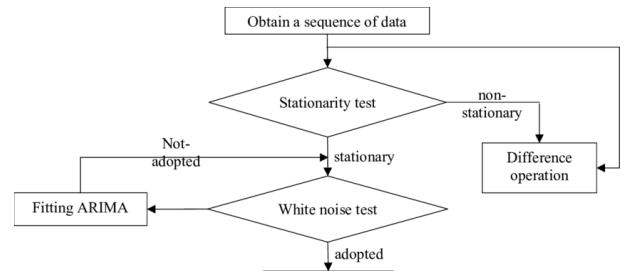 Obtain a sequence of data
Stationarity test
non-
stationary
Not-
adopted
stationary
Difference
operation
Fitting ARIMA
White noise test
adopted